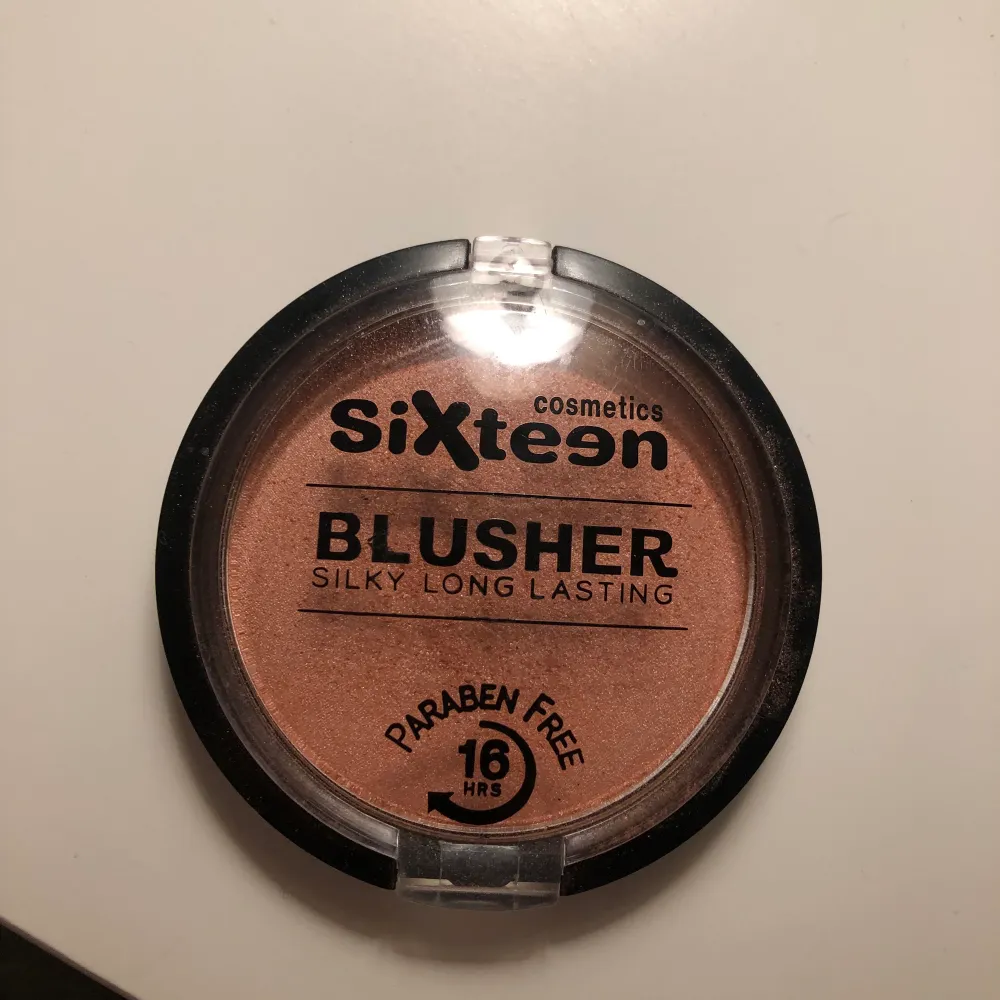 cosmetics
SiXteen
BLUSHER
SILKY LONG LASTING
PARABEN FREE
16
HRS